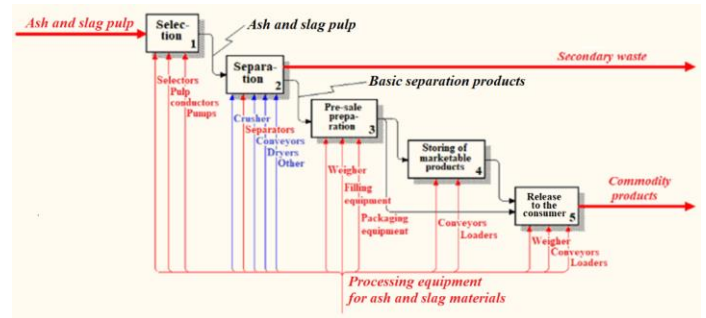 Ash and slag pulp
Selec-
tion
1
Ash and slag pulp
Separa-
tion
2
Secondary waste
Basic separation products
Selectors
Pulp
conductors
Pumps
Crusher
Separators
Conveyors
Dryers
Other
Pre-sale
prepa-
ration
3
Weigher
Filling
equipment
Packaging
equipment
Storing of
marketable
products
4
Conveyors
Loaders
Release
to the
consumer
5
Commodity
products
Weigher
Conveyors
Loaders
Processing equipment
for ash and slag materials